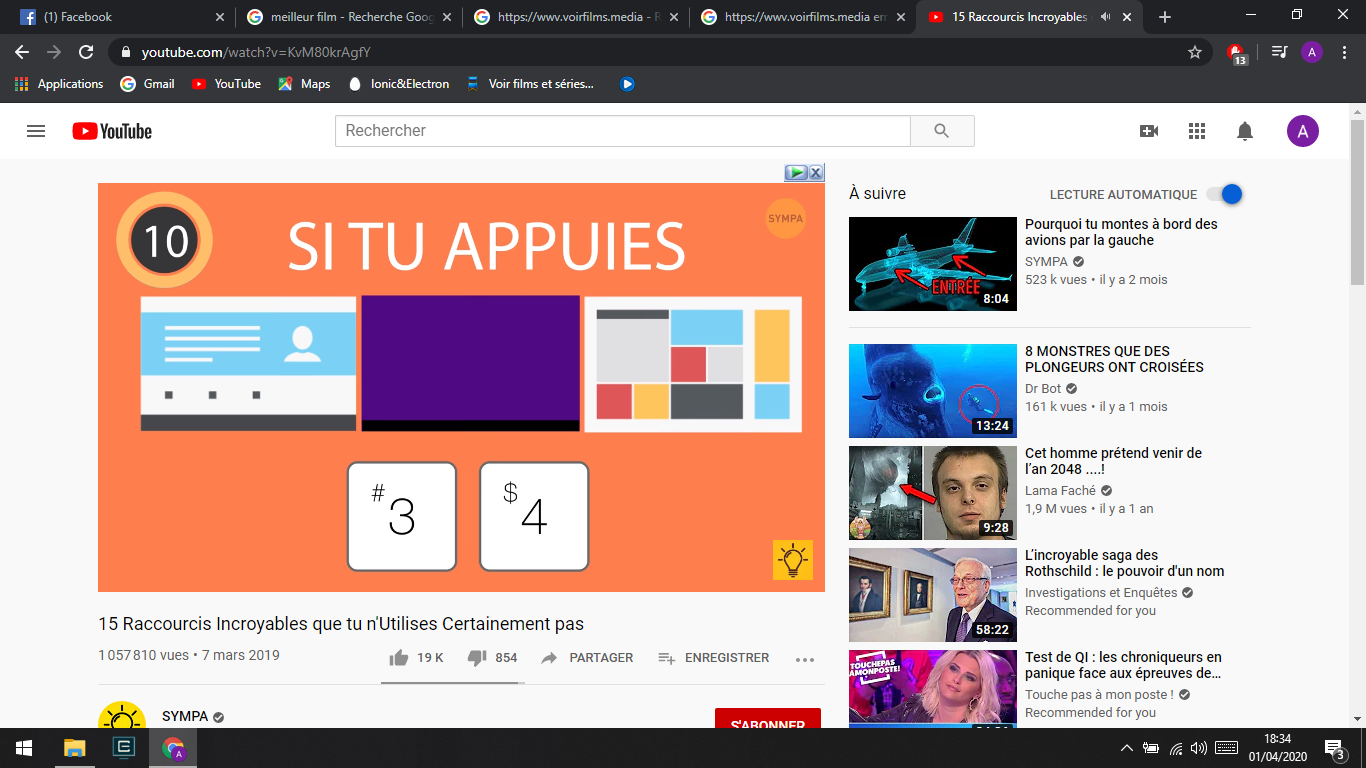 (1) Facebook
meilleur film - Recherche Goog
https://wwv.voirfilms.media - R
https://wwv.voirfilms.media en
15 Raccourcis Incroyables
youtube.com/watch?v=KvM80krAgfY
13
A
Applications
Gmail
YouTube
Maps
Ionic&Electron
Voir films et séries...
YouTube
Rechercher
A
10
SI TU APPUIES
SYMPA
#
3
$
4
15 Raccourcis Incroyables que tu n'Utilises Certainement pas
1 057 810 vues • 7 mars 2019
19 K
854
PARTAGER
ENREGISTRER
SYMPA
S'ABONNER
À suivre
LECTURE AUTOMATIQUE
ENTRÉE
8:04
Pourquoi tu montes à bord des
avions par la gauche
SYMPA
523 k vues • il y a 2 mois
13:24
8 MONSTRES QUE DES
PLONGEURS ONT CROISÉES
Dr Bot
161 k vues • il y a 1 mois
9:28
Cet homme prétend venir de
l'an 2048 ....!
Lama Faché
1,9 M vues • il y a 1 an
58:22
L'incroyable saga des
Rothschild : le pouvoir d'un nom
Investigations et Enquêtes
Recommended for you
TOUCHE PAS
À MON POSTE!
Test de QI : les chroniqueurs en
panique face aux épreuves de...
Touche pas à mon poste !
Recommended for you
A
18:34
01/04/2020
3